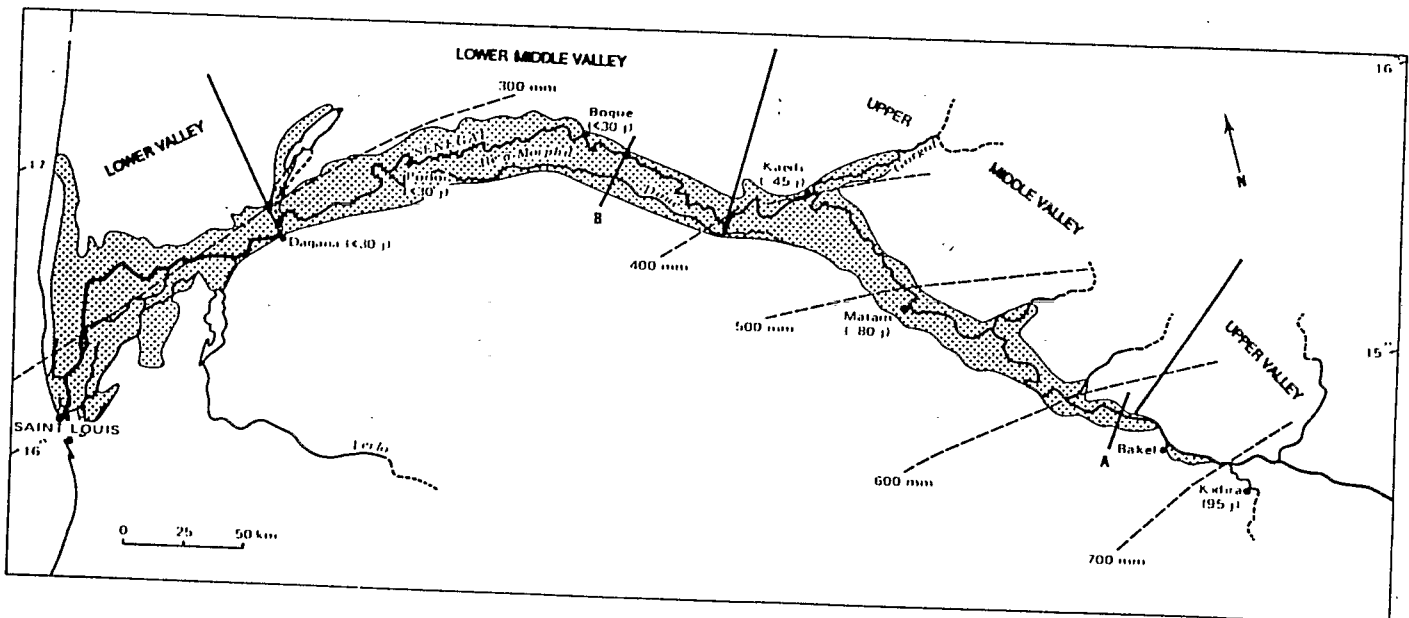 LOWER MIDDLE VALLEY
300 mm
UPPER
16
Boque
(<30 j)
LOWER VALLEY
SENEGAL
Kaedi
MIDDLE VALLEY
N
B
Dagana (<30 j)
400 mm
500 mm
Matam
( 80 j)
15°
UPPER VALLEY
SAINT LOUIS
16°
A
Bakel
600 mm
Kidira
(95 j)
700 mm
0 25 50 km